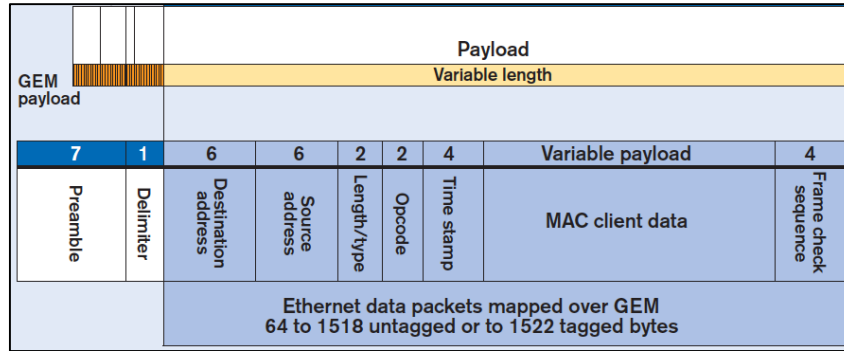 Payload
Variable length
GEM
payload
7 1 6 6 2 2 4 Variable payload 4
Preamble
Delimiter
Destination
address
Source
address
Length/type
Opcode
Time stamp
MAC client data
Frame check
sequence
Ethernet data packets mapped over GEM
64 to 1518 untagged or to 1522 tagged bytes